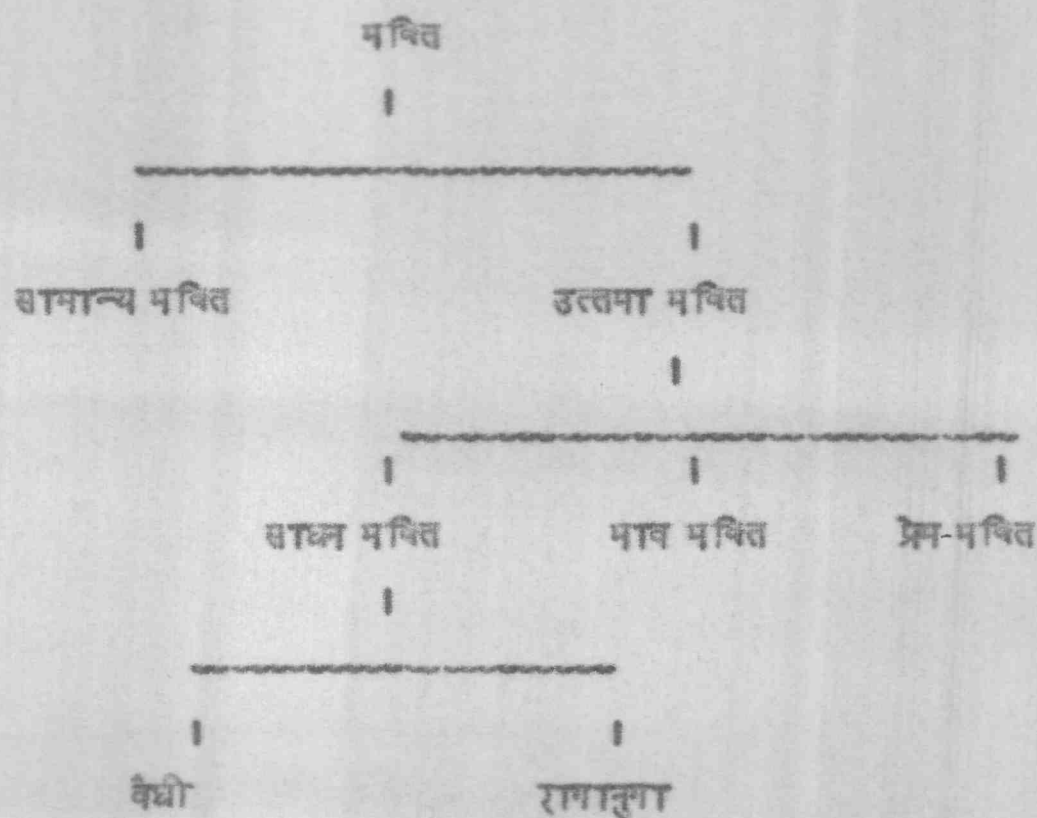 भक्ति
सामान्य भक्ति उत्तमा भक्ति
साधन भक्ति भाव भक्ति प्रेम-भक्ति
वैधी रागानुगा